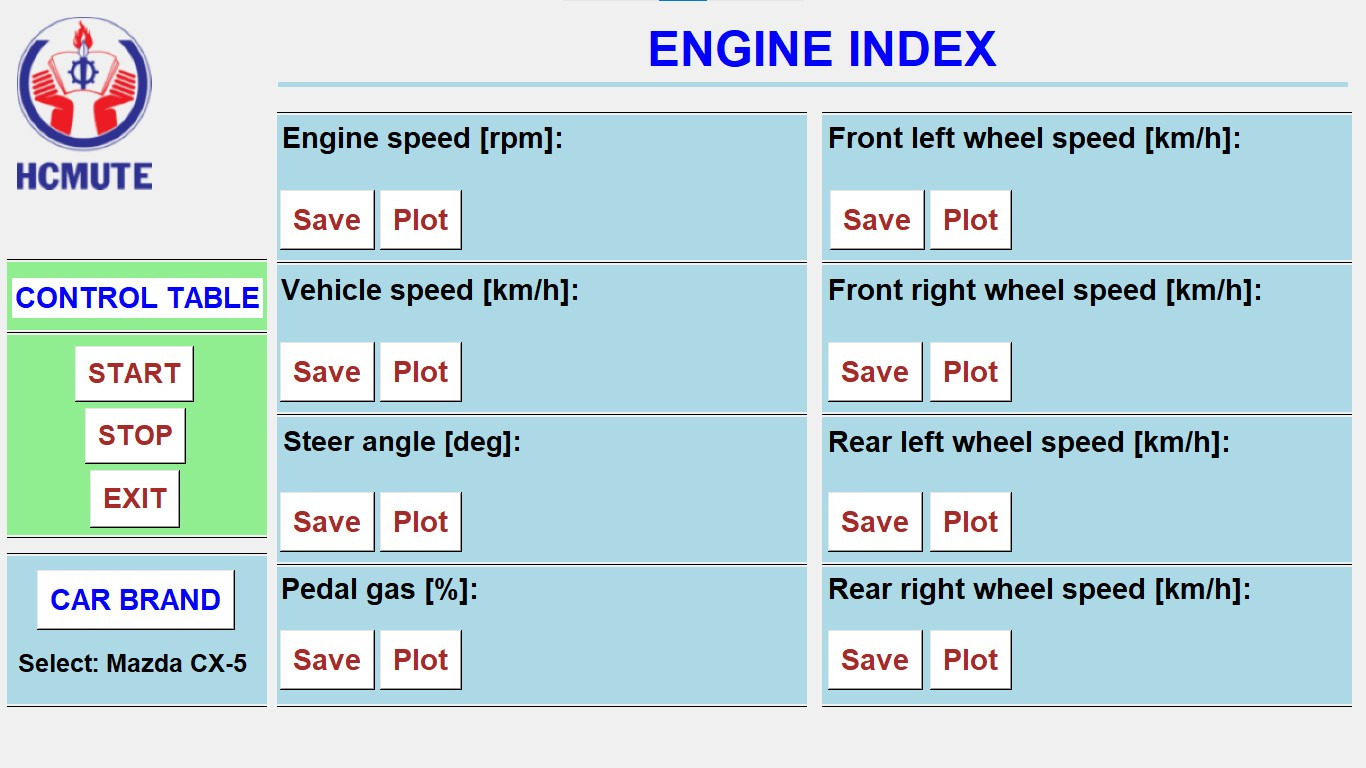 HCMUTE
ENGINE INDEX
CONTROL TABLE
START
STOP
EXIT
CAR BRAND
Select: Mazda CX-5
Engine speed [rpm]:
Save Plot
Vehicle speed [km/h]:
Save Plot
Steer angle [deg]:
Save Plot
Pedal gas [%]:
Save Plot
Front left wheel speed [km/h]:
Save Plot
Front right wheel speed [km/h]:
Save Plot
Rear left wheel speed [km/h]:
Save Plot
Rear right wheel speed [km/h]:
Save Plot